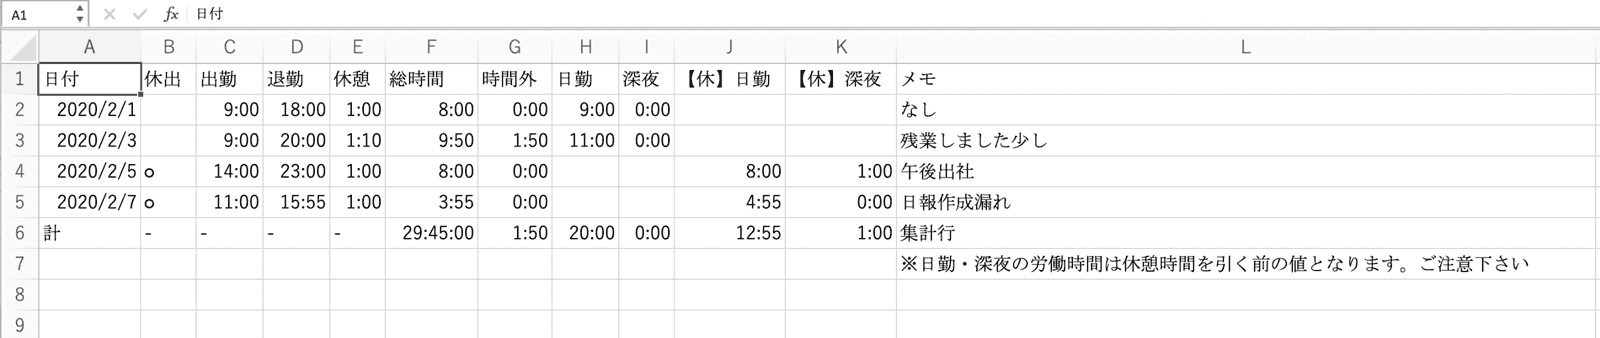 A1 fx 日付
A B C D E F G H I J K L
1 日付 休出 出勤 退勤 休憩 総時間 時間外 日勤 深夜 【休】日勤 【休】深夜 メモ
2 2020/2/1 9:00 18:00 1:00 8:00 0:00 9:00 0:00 なし
3 2020/2/3 9:00 20:00 1:10 9:50 1:50 11:00 0:00 残業しました少し
4 2020/2/5 o 14:00 23:00 1:00 8:00 0:00 8:00 1:00 午後出社
5 2020/2/7 o 11:00 15:55 1:00 3:55 0:00 4:55 0:00 日報作成漏れ
6 計 - - - - 29:45:00 1:50 20:00 0:00 12:55 1:00 集計行
7 ※日勤・深夜の労働時間は休憩時間を引く前の値となります。ご注意下さい
8
9